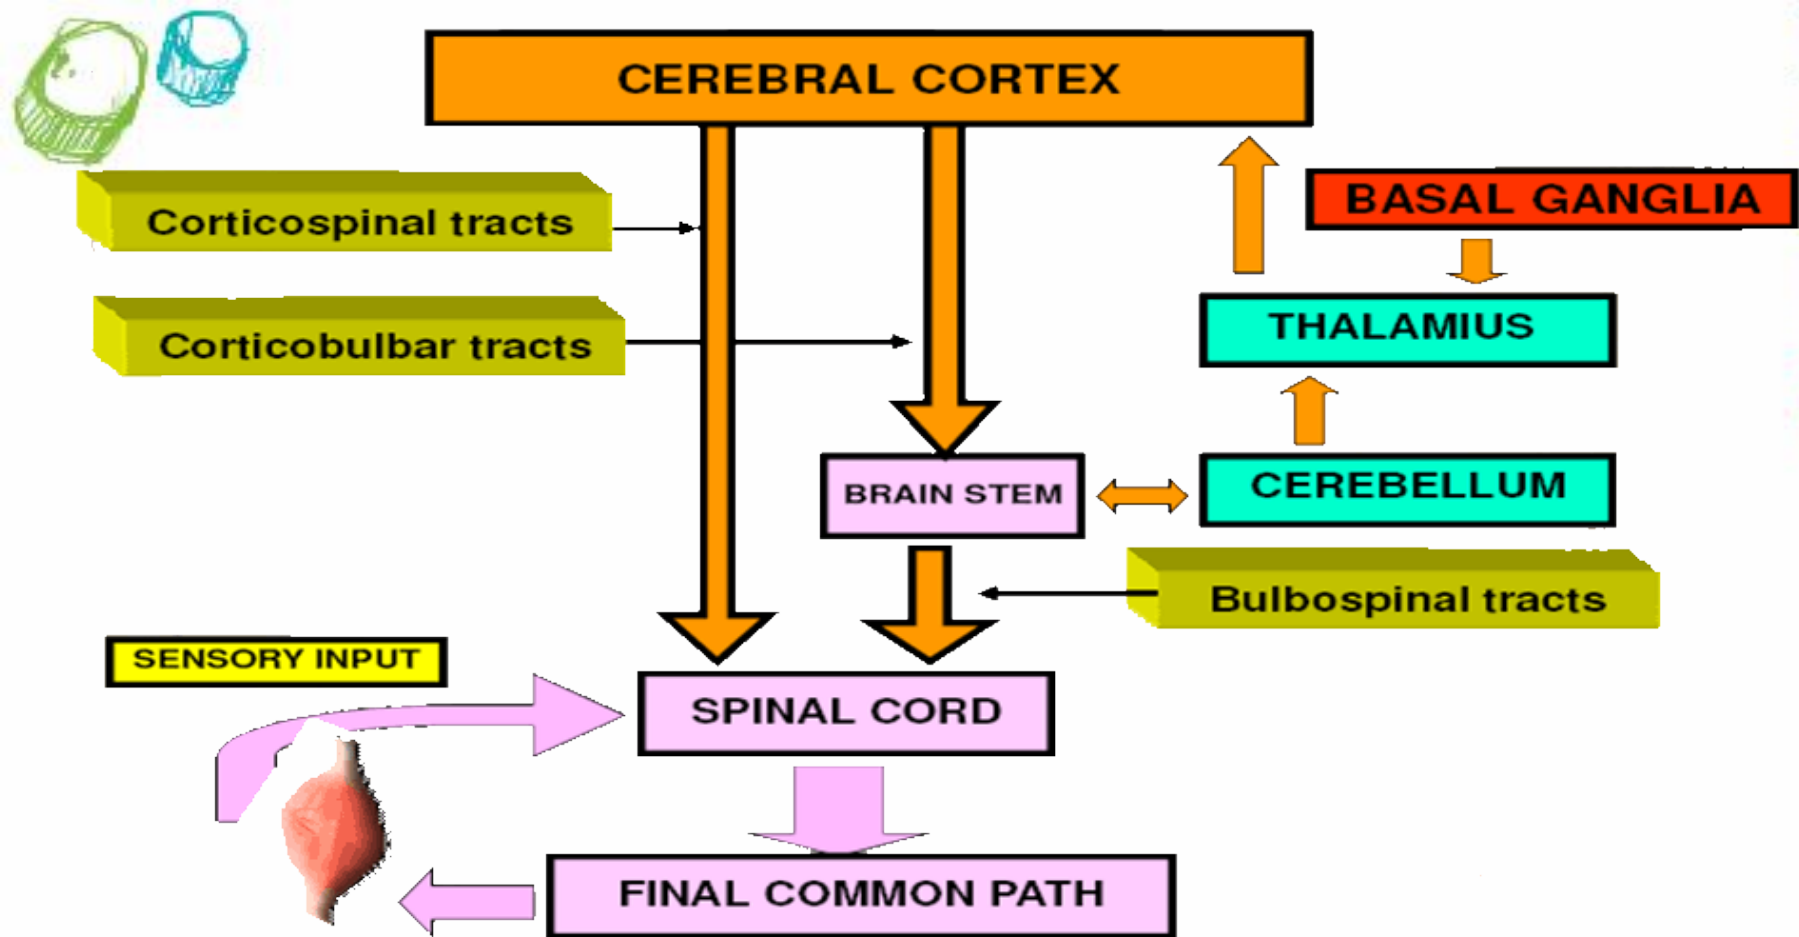 CEREBRAL CORTEX
Corticospinal tracts
BASAL GANGLIA
Corticobulbar tracts
THALAMIUS
BRAIN STEM
CEREBELLUM
Bulbospinal tracts
SENSORY INPUT
SPINAL CORD
FINAL COMMON PATH